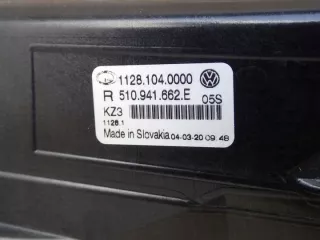 1128.104.0000
R 510.941.662.E 05S
KZ3
1128.1
Made in Slovakia 04-03-20 09:48